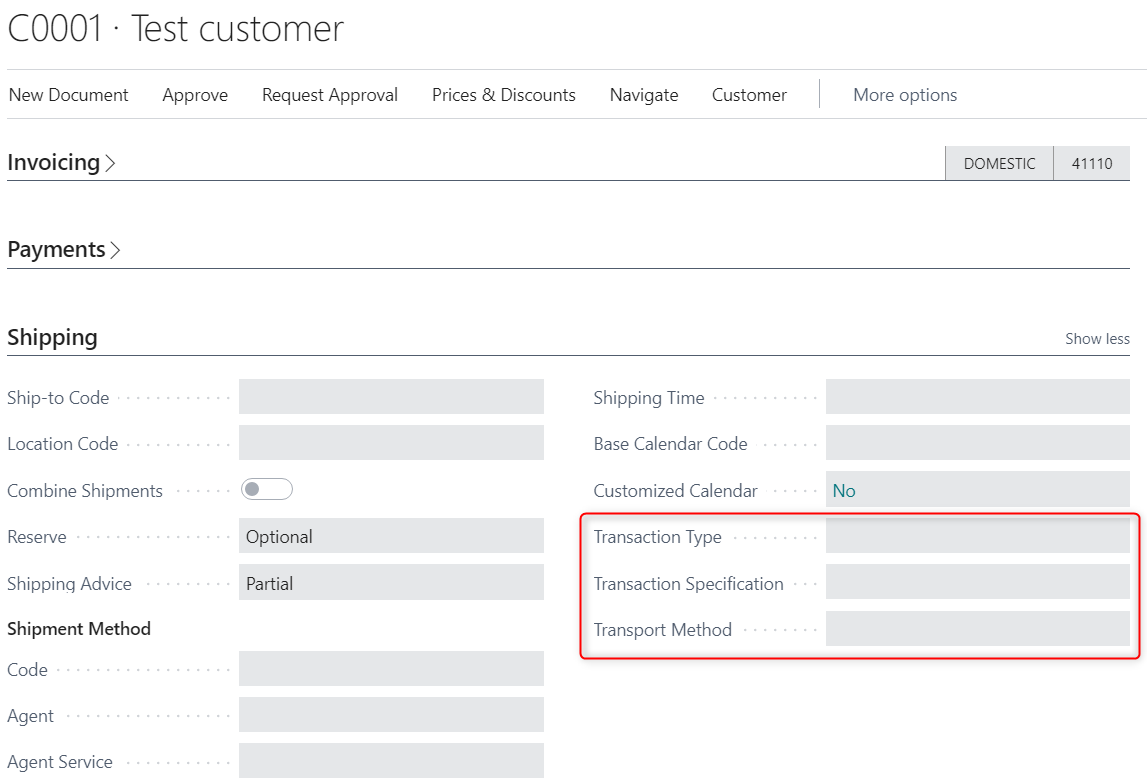 C0001 · Test customer
New Document Approve Request Approval Prices & Discounts Navigate Customer More options
Invoicing DOMESTIC 41110
Payments
Shipping Show less
Ship-to Code
Location Code
Combine Shipments
Reserve Optional
Shipping Advice Partial
Shipment Method
Code
Agent
Agent Service
Shipping Time
Base Calendar Code
Customized Calendar No
Transaction Type
Transaction Specification
Transport Method